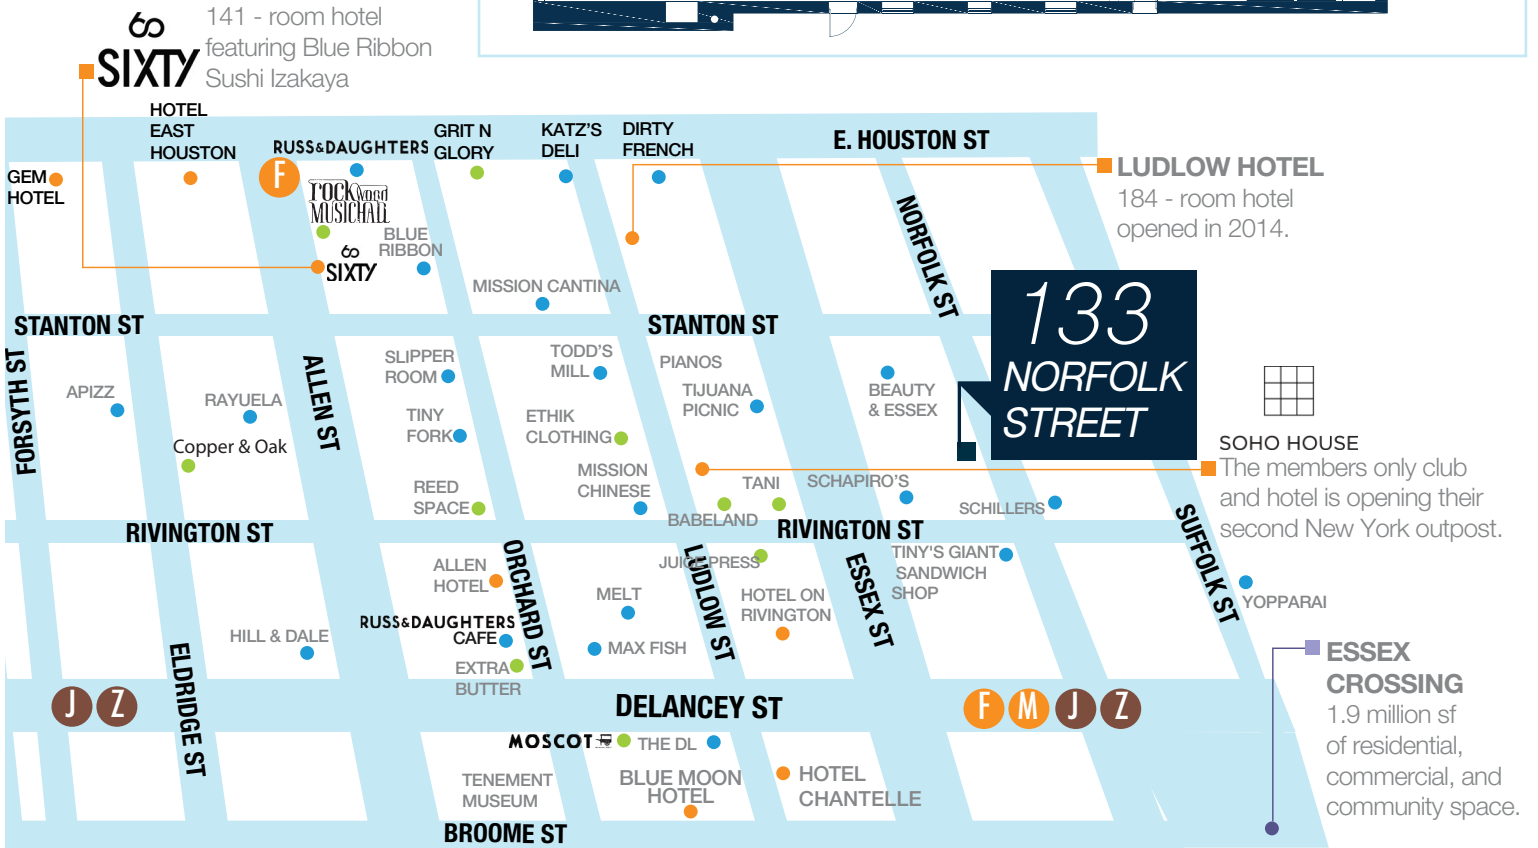 60
SIXTY
141 - room hotel
featuring Blue Ribbon
Sushi Izakaya
HOTEL
EAST
HOUSTON
RUSS&DAUGHTERS
GRIT N
GLORY
KATZ'S
DELI
DIRTY
FRENCH
E. HOUSTON ST
GEM
HOTEL
F
ROCKWOOD
MUSICHALL
LUDLOW HOTEL
184 - room hotel
opened in 2014.
BLUE
RIBBON
60
SIXTY
NORFOLK ST
MISSION CANTINA
133
NORFOLK
STREET
STANTON ST
STANTON ST
FORSYTH ST
ALLEN ST
APIZZ
RAYUELA
Copper & Oak
SLIPPER
ROOM
TINY
FORK
REED
SPACE
TODD'S
MILL
ETHIK
CLOTHING
MISSION
CHINESE
PIANOS
TIJUANA
PICNIC
BEAUTY
& ESSEX
SOHO HOUSE
The members only club
and hotel is opening their
second New York outpost.
TANI
BABELAND
SCHAPIRO'S
SCHILLERS
RIVINGTON ST
RIVINGTON ST
ORCHARD ST
LUDLOW ST
ESSEX ST
SUFFOLK ST
ALLEN
HOTEL
JUICE PRESS
TINY'S GIANT
SANDWICH
SHOP
MELT
HOTEL ON
RIVINGTON
YOPPARAI
HILL & DALE
RUSS&DAUGHTERS
CAFE
MAX FISH
EXTRA
BUTTER
ELDRIDGE ST
ESSEX
CROSSING
1.9 million sf
of residential,
commercial, and
community space.
J Z
DELANCEY ST
F M J Z
MOSCOT
THE DL
TENEMENT
MUSEUM
BLUE MOON
HOTEL
HOTEL
CHANTELLE
BROOME ST